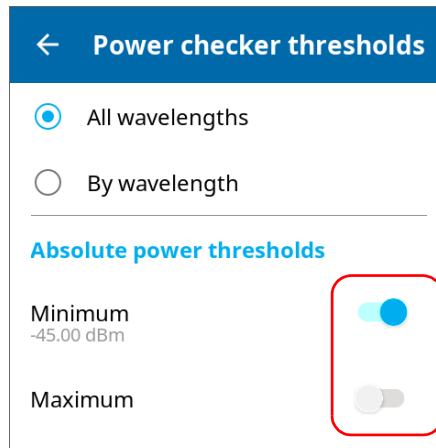 Power checker thresholds
All wavelengths
By wavelength
Absolute power thresholds
Minimum
-45.00 dBm
Maximum